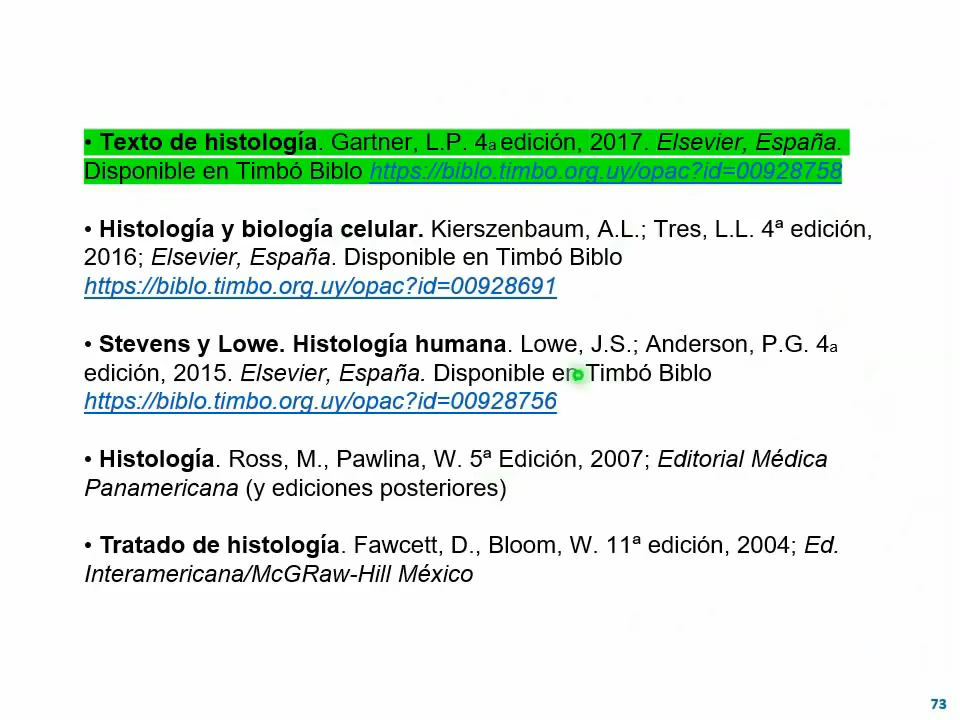 • Texto de histología. Gartner, L.P. 4a edición, 2017. Elsevier, España.
Disponible en Timbó Biblo https://biblo.timbo.org.uy/opac?id=00928758
• Histología y biología celular. Kierszenbaum, A.L.; Tres, L.L. 4ª edición,
2016; Elsevier, España. Disponible en Timbó Biblo
https://biblo.timbo.org.uy/opac?id=00928691
• Stevens y Lowe. Histología humana. Lowe, J.S.; Anderson, P.G. 4a
edición, 2015. Elsevier, España. Disponible en Timbó Biblo
https://biblo.timbo.org.uy/opac?id=00928756
• Histología. Ross, M., Pawlina, W. 5ª Edición, 2007; Editorial Médica
Panamericana (y ediciones posteriores)
• Tratado de histología. Fawcett, D., Bloom, W. 11ª edición, 2004; Ed.
Interamericana/McGRaw-Hill México
73